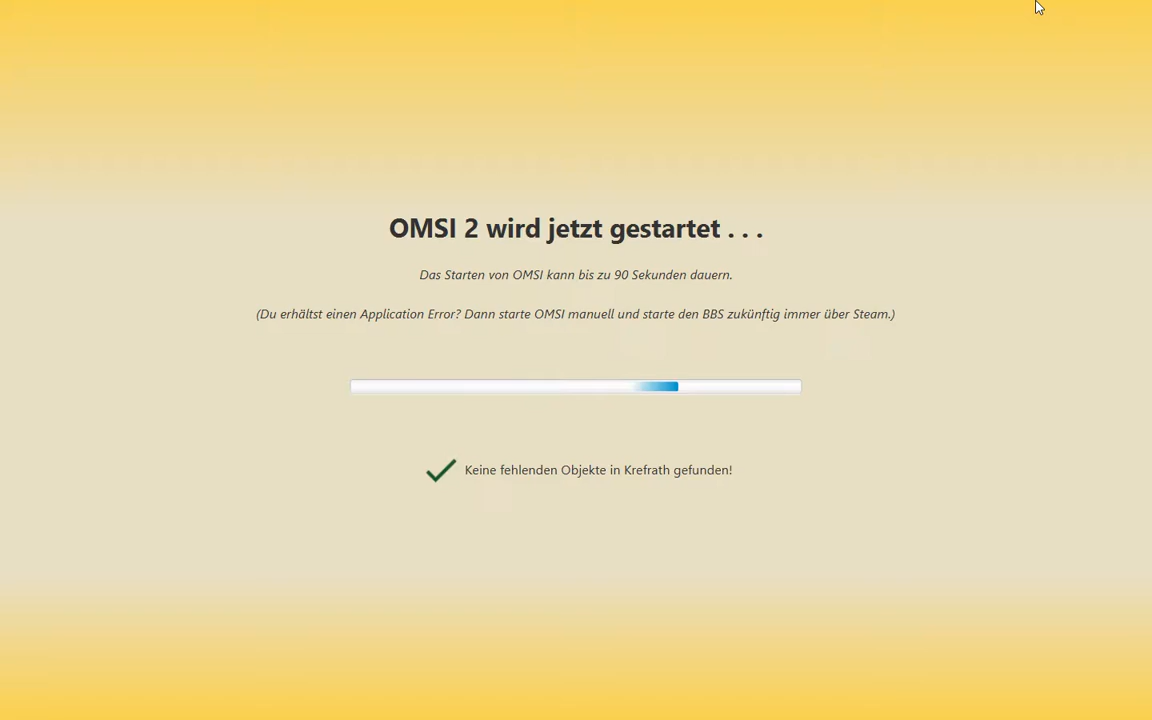 OMSI 2 wird jetzt gestartet . . .
Das Starten von OMSI kann bis zu 90 Sekunden dauern.
(Du erhältst einen Application Error? Dann starte OMSI manuell und starte den BBS zukünftig immer über Steam.)
Keine fehlenden Objekte in Krefrath gefunden!